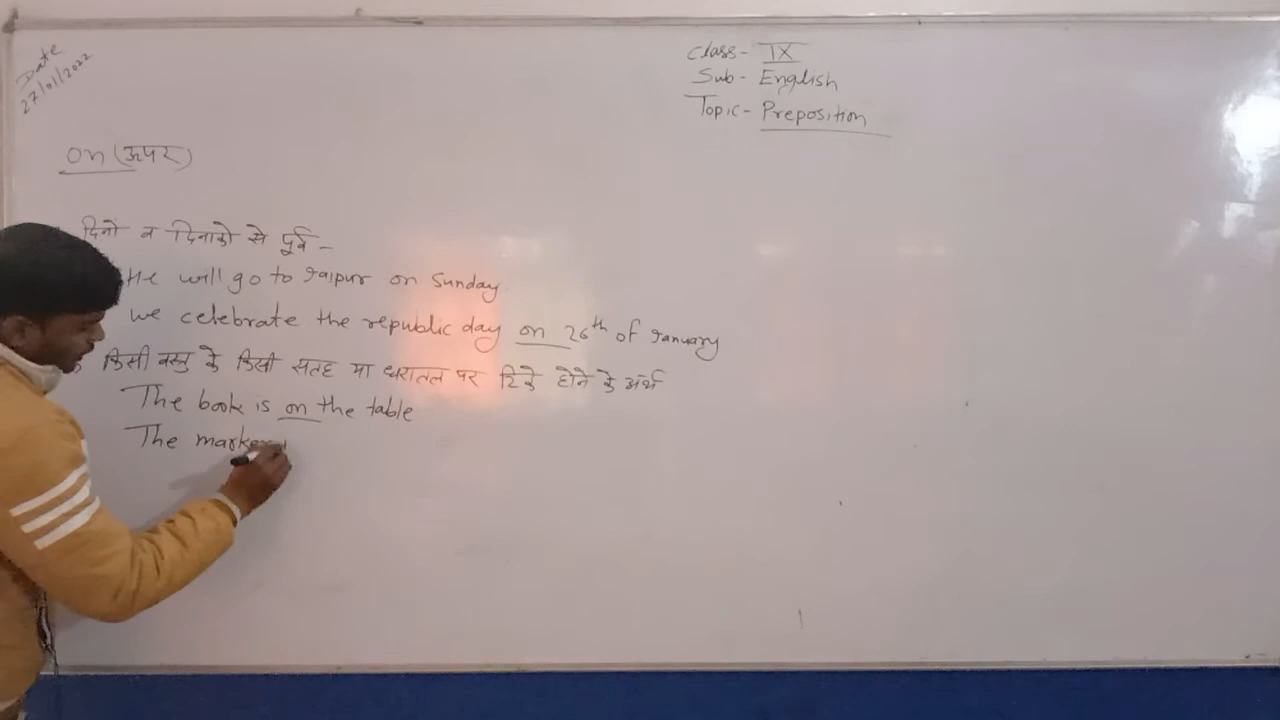 Date
27/01/2022
Class- IX
Sub- English
Topic- Preposition
on (ऊपर)
दिनों व दिनाको से पूर्व -
He will go to Jaipur on Sunday
we celebrate the republic day on 26th of January
किसी वस्तु के किसी सतह या धरातल पर टिके होने के अर्थ
The book is on the table
The marker